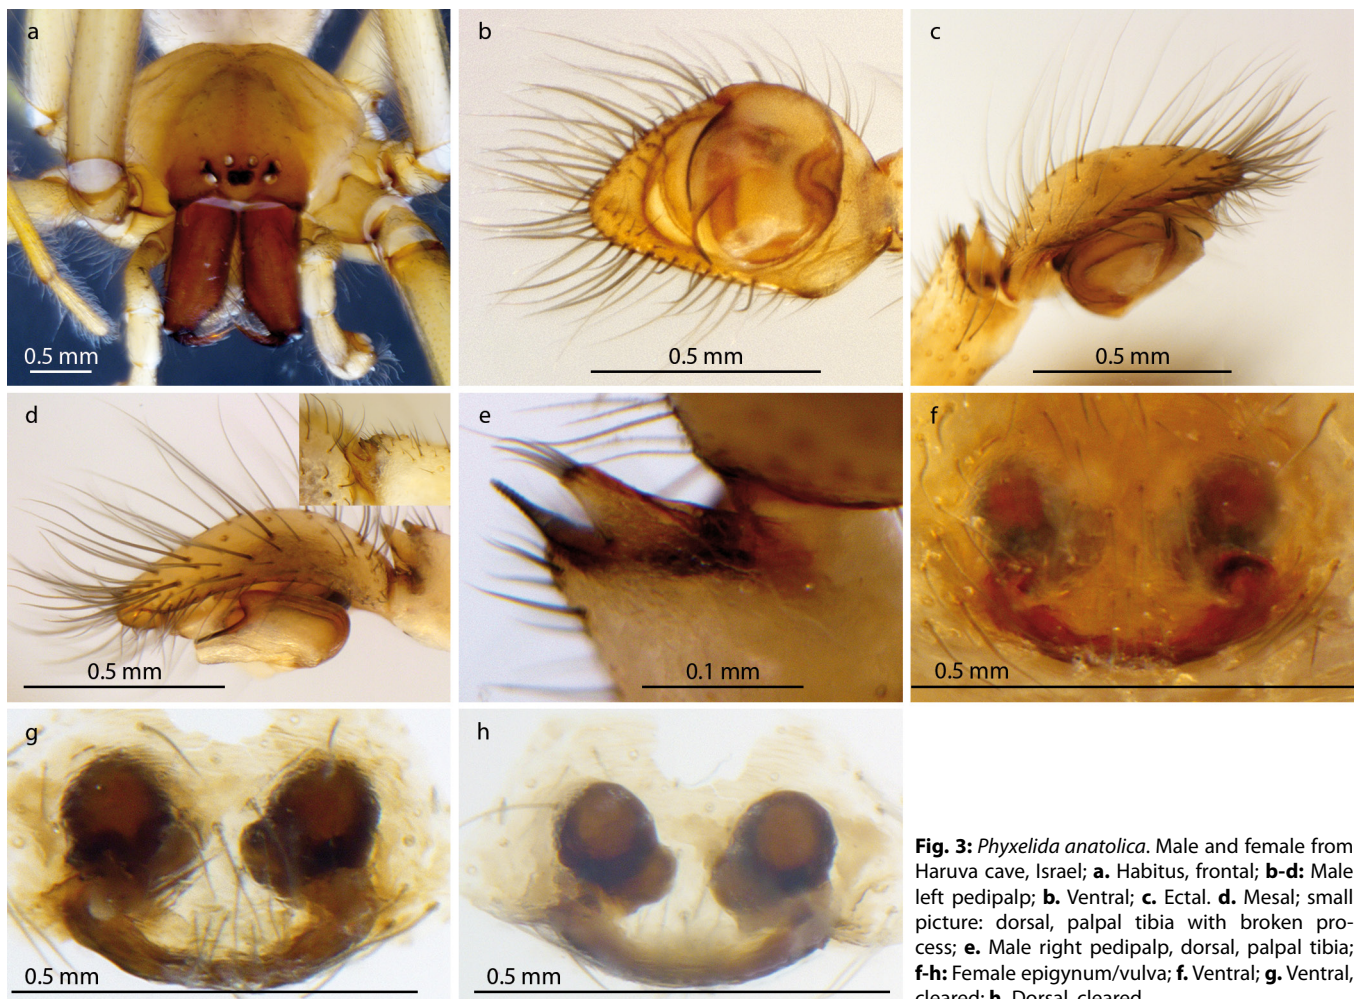 a
0.5 mm
b
0.5 mm
c
0.5 mm
d
0.5 mm
e
0.1 mm
f
0.5 mm
g
0.5 mm
h
0.5 mm
Fig. 3: Phyxelida anatolica. Male and female from
Haruva cave, Israel; a. Habitus, frontal; b-d: Male
left pedipalp; b. Ventral; c. Ectal. d. Mesal; small
picture: dorsal, palpal tibia with broken pro-
cess; e. Male right pedipalp, dorsal, palpal tibia;
f-h: Female epigynum/vulva; f. Ventral; g. Ventral,
cleared; h. Dorsal, cleared